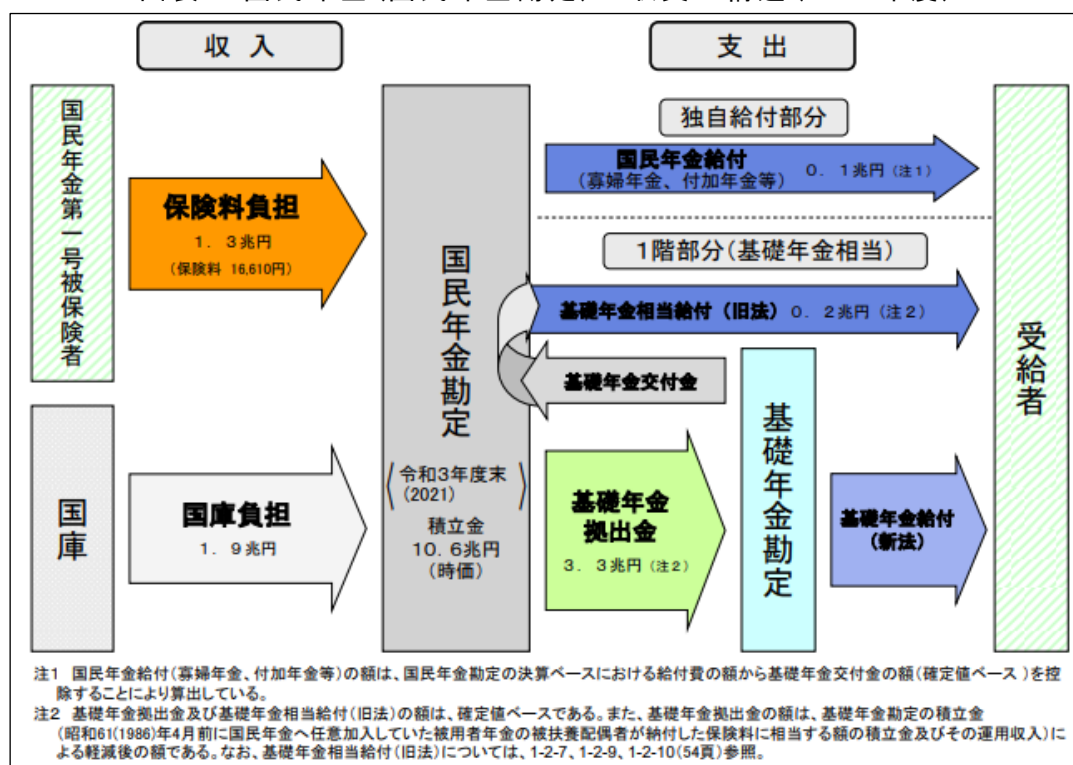 収　入
支　出
国民年金第一号被保険者
保険料負担
１．３兆円
（保険料 16,610円）
国庫
国庫負担
１．９兆円
国民年金勘定
令和3年度末
（2021）
積立金
10．6兆円
（時価）
独自給付部分
国民年金給付　０．１兆円（注１）
（寡婦年金、付加年金等）
１階部分（基礎年金相当）
基礎年金相当給付（旧法）０．２兆円（注２）
基礎年金交付金
基礎年金
拠出金
３．３兆円（注２）
基礎年金勘定
基礎年金給付
（新法）
受給者
注１　国民年金給付（寡婦年金、付加年金等）の額は、国民年金勘定の決算ベースにおける給付費の額から基礎年金交付金の額（確定値ベース）を控
除することにより算出している。
注２　基礎年金拠出金及び基礎年金相当給付（旧法）の額は、確定値ベースである。また、基礎年金拠出金の額は、基礎年金勘定の積立金
（昭和61（1986）年4月前に国民年金へ任意加入していた被用者年金の被扶養配偶者が納付した保険料に相当する額の積立金及びその運用収入）に
よる軽減後の額である。なお、基礎年金相当給付（旧法）については、1-2-7、1-2-9、1-2-10（54頁）参照。